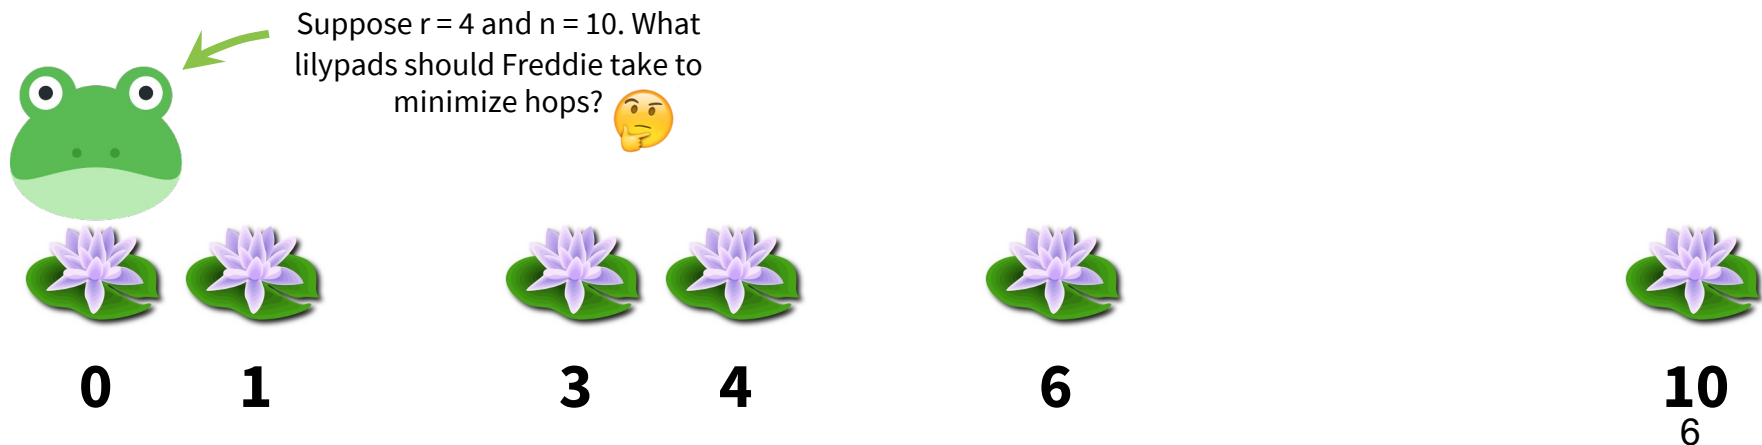 Suppose r = 4 and n = 10. What
lilypads should Freddie take to
minimize hops?
0 1 3 4 6 10
6